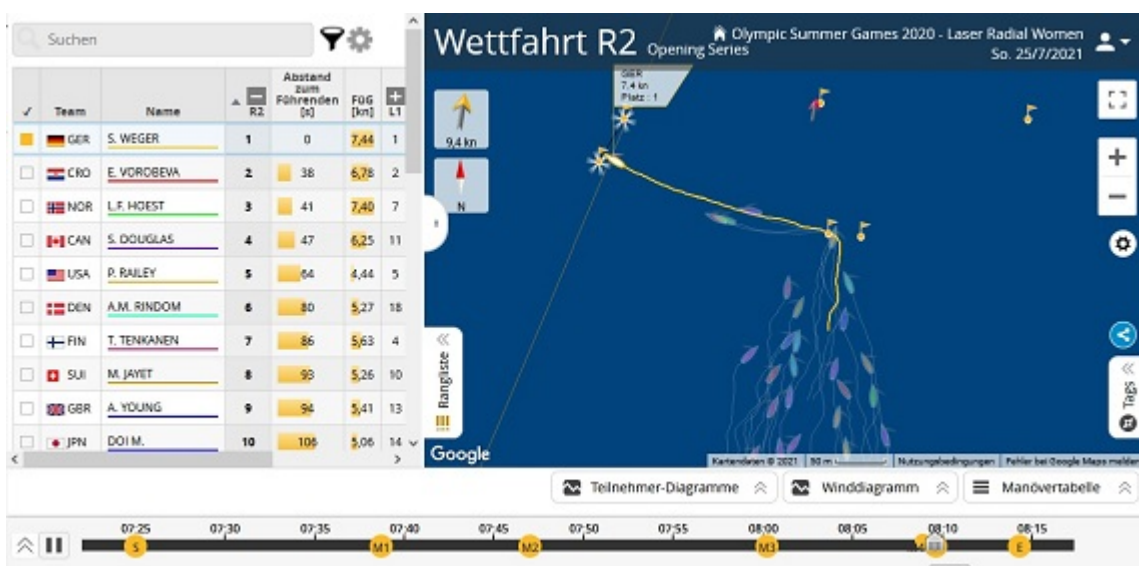 Suchen
Team Name R2 Abstand zum Führenden [s] FüG [kn] L1
GER S. WEGER 1 0 7,44 1
CRO E. VOROBEVA 2 38 6,78 2
NOR L.F. HOEST 3 41 7,40 7
CAN S. DOUGLAS 4 47 6,25 11
USA P. RAILEY 5 64 4,44 5
DEN A.M. RINDOM 6 80 5,27 18
FIN T. TENKANEN 7 86 5,63 4
SUI M. JAYET 8 93 5,26 10
GBR A. YOUNG 9 94 5,41 13
JPN DOI M. 10 106 5,06 14
Wettfahrt R2 Opening Series
Olympic Summer Games 2020 - Laser Radial Women
So. 25/7/2021
GER
7.4 kn
Platz : 1
9,4 kn
N
Rangliste
Tags
Google
Kartendaten © 2021 50 m Nutzungsbedingungen Fehler bei Google Maps melden
Teilnehmer-Diagramme Winddiagramm Manövertabelle
07:25 07:30 07:35 07:40 07:45 07:50 07:55 08:00 08:05 08:10 08:15
S M1 M2 M3 E